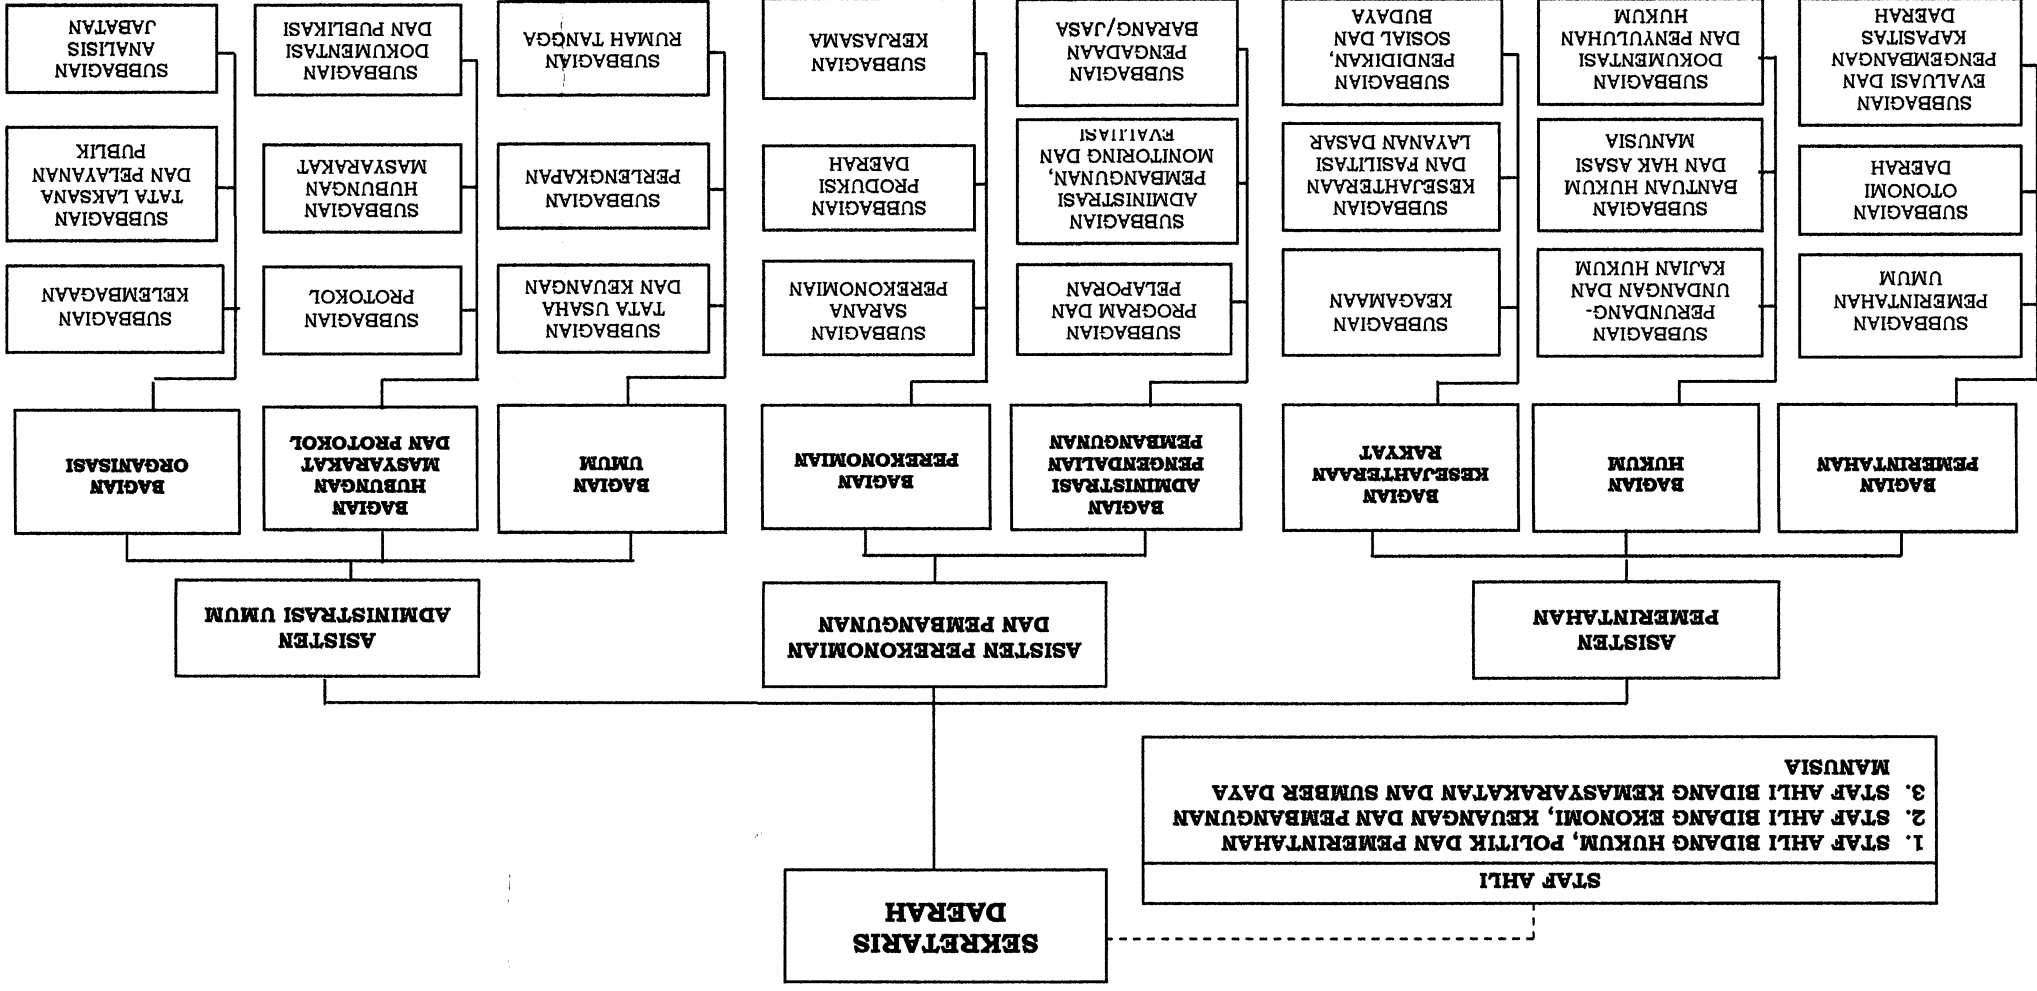 SEKRETARIS
DAERAH
STAF AHLI
1. STAF AHLI BIDANG HUKUM, POLITIK DAN PEMERINTAHAN
2. STAF AHLI BIDANG EKONOMI, KEUANGAN DAN PEMBANGUNAN
3. STAF AHLI BIDANG KEMASYARAKATAN DAN SUMBER DAYA
MANUSIA
ASISTEN
PEMERINTAHAN
ASISTEN PEREKONOMIAN
DAN PEMBANGUNAN
ASISTEN
ADMINISTRASI UMUM
BAGIAN
PEMERINTAHAN
BAGIAN
HUKUM
BAGIAN
KESEJAHTERAAN
RAKYAT
BAGIAN
ADMINISTRASI
PENGENDALIAN
PEMBANGUNAN
BAGIAN
PEREKONOMIAN
BAGIAN
UMUM
BAGIAN
HUBUNGAN
MASYARAKAT
DAN PROTOKOL
BAGIAN
ORGANISASI
SUBBAGIAN
PEMERINTAHAN
UMUM
SUBBAGIAN
PERUNDANG-
UNDANGAN DAN
KAJIAN HUKUM
SUBBAGIAN
KEAGAMAAN
SUBBAGIAN
PROGRAM DAN
PELAPORAN
SUBBAGIAN
SARANA
PEREKONOMIAN
SUBBAGIAN
TATA USAHA
DAN KEUANGAN
SUBBAGIAN
PROTOKOL
SUBBAGIAN
KELEMBAGAAN
SUBBAGIAN
OTONOMI
DAERAH
SUBBAGIAN
BANTUAN HUKUM
DAN HAK ASASI
MANUSIA
SUBBAGIAN
KESEJAHTERAAN
DAN FASILITASI
LAYANAN DASAR
SUBBAGIAN
ADMINISTRASI
PEMBANGUNAN,
MONITORING DAN
EVALUASI
SUBBAGIAN
PRODUKSI
DAERAH
SUBBAGIAN
PERLENGKAPAN
SUBBAGIAN
HUBUNGAN
MASYARAKAT
SUBBAGIAN
TATA LAKSANA
DAN PELAYANAN
PUBLIK
SUBBAGIAN
EVALUASI DAN
PENGEMBANGAN
KAPASITAS
DAERAH
SUBBAGIAN
DOKUMENTASI
DAN PENYULUHAN
HUKUM
SUBBAGIAN
PENDIDIKAN,
SOSIAL DAN
BUDAYA
SUBBAGIAN
PENGADAAN
BARANG/JASA
SUBBAGIAN
KERJASAMA
SUBBAGIAN
RUMAH TANGGA
SUBBAGIAN
DOKUMENTASI
DAN PUBLIKASI
SUBBAGIAN
ANALISIS
JABATAN